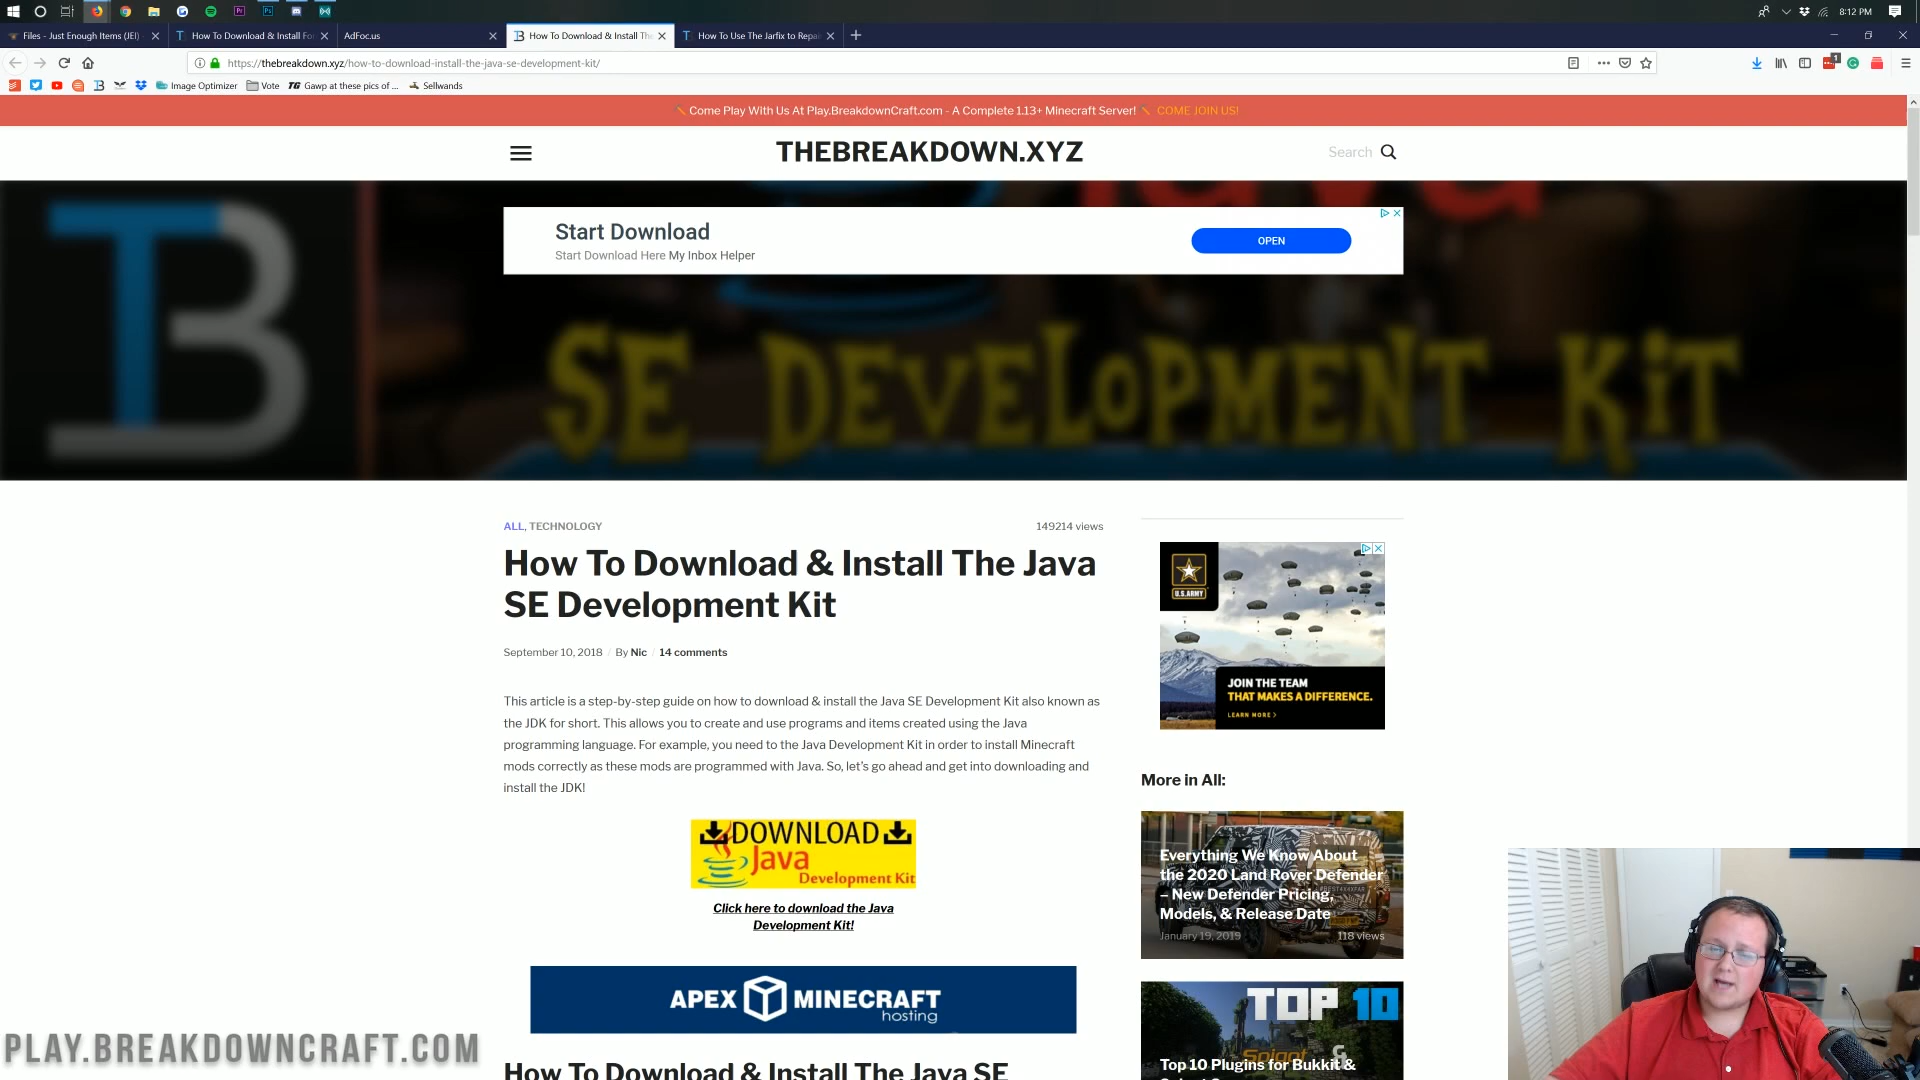 8:12 PM
Files - Just Enough Items (JEI)
How To Download & Install Fo
AdFoc.us
How To Download & Install Th
How To Use The Jarfix to Repai
https://thebreakdown.xyz/how-to-download-install-the-java-se-development-kit/
Image Optimizer
Vote
TG Gawp at these pics of ...
Sellwands
Come Play With Us At Play.BreakdownCraft.com - A Complete 1.13+ Minecraft Server! COME JOIN US!
THEBREAKDOWN.XYZ
Search
Start Download
Start Download Here My Inbox Helper
OPEN
SE DEVELOPMENT KIT
ALL, TECHNOLOGY
149214 views
How To Download & Install The Java
SE Development Kit
September 10, 2018 / By Nic / 14 comments
This article is a step-by-step guide on how to download & install the Java SE Development Kit also known as
the JDK for short. This allows you to create and use programs and items created using the Java
programming language. For example, you need to the Java Development Kit in order to install Minecraft
mods correctly as these mods are programmed with Java. So, let's go ahead and get into downloading and
install the JDK!
DOWNLOAD
Java
Development Kit
Click here to download the Java
Development Kit!
APEX MINECRAFT
hosting
How To Download & Install The Java SE
U.S.ARMY
JOIN THE TEAM
THAT MAKES A DIFFERENCE.
LEARN MORE >
More in All:
Everything We Know About
the 2020 Land Rover Defender
– New Defender Pricing,
Models, & Release Date
January 19, 2019
118 views
TOP 10
Spigot &
Top 10 Plugins for Bukkit &
PLAY.BREAKDOWNCRAFT.COM